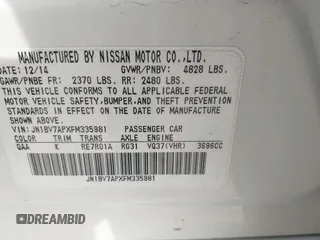 MANUFACTURED BY NISSAN MOTOR CO.,LTD.
DATE: 12/14 GVWR/PNBV: 4828 LBS.
GAWR/PNBE FR: 2370 LBS. RR: 2480 LBS.
THIS VEHICLE CONFORMS TO ALL APPLICABLE
FEDERAL MOTOR VEHICLE SAFETY, BUMPER, AND THEFT PREVENTION
STANDARDS IN EFFECT ON THE DATE OF MANUFACTURE SHOWN ABOVE.
VIN: JN1BV7APXFM335981 PASSENGER CAR
COLOR TRIM TRANS AXLE ENGINE
QAA K RE7R01A RG31 VQ37(VHR) 3696CC
JN1BV7APXFM335981
DRIVEO